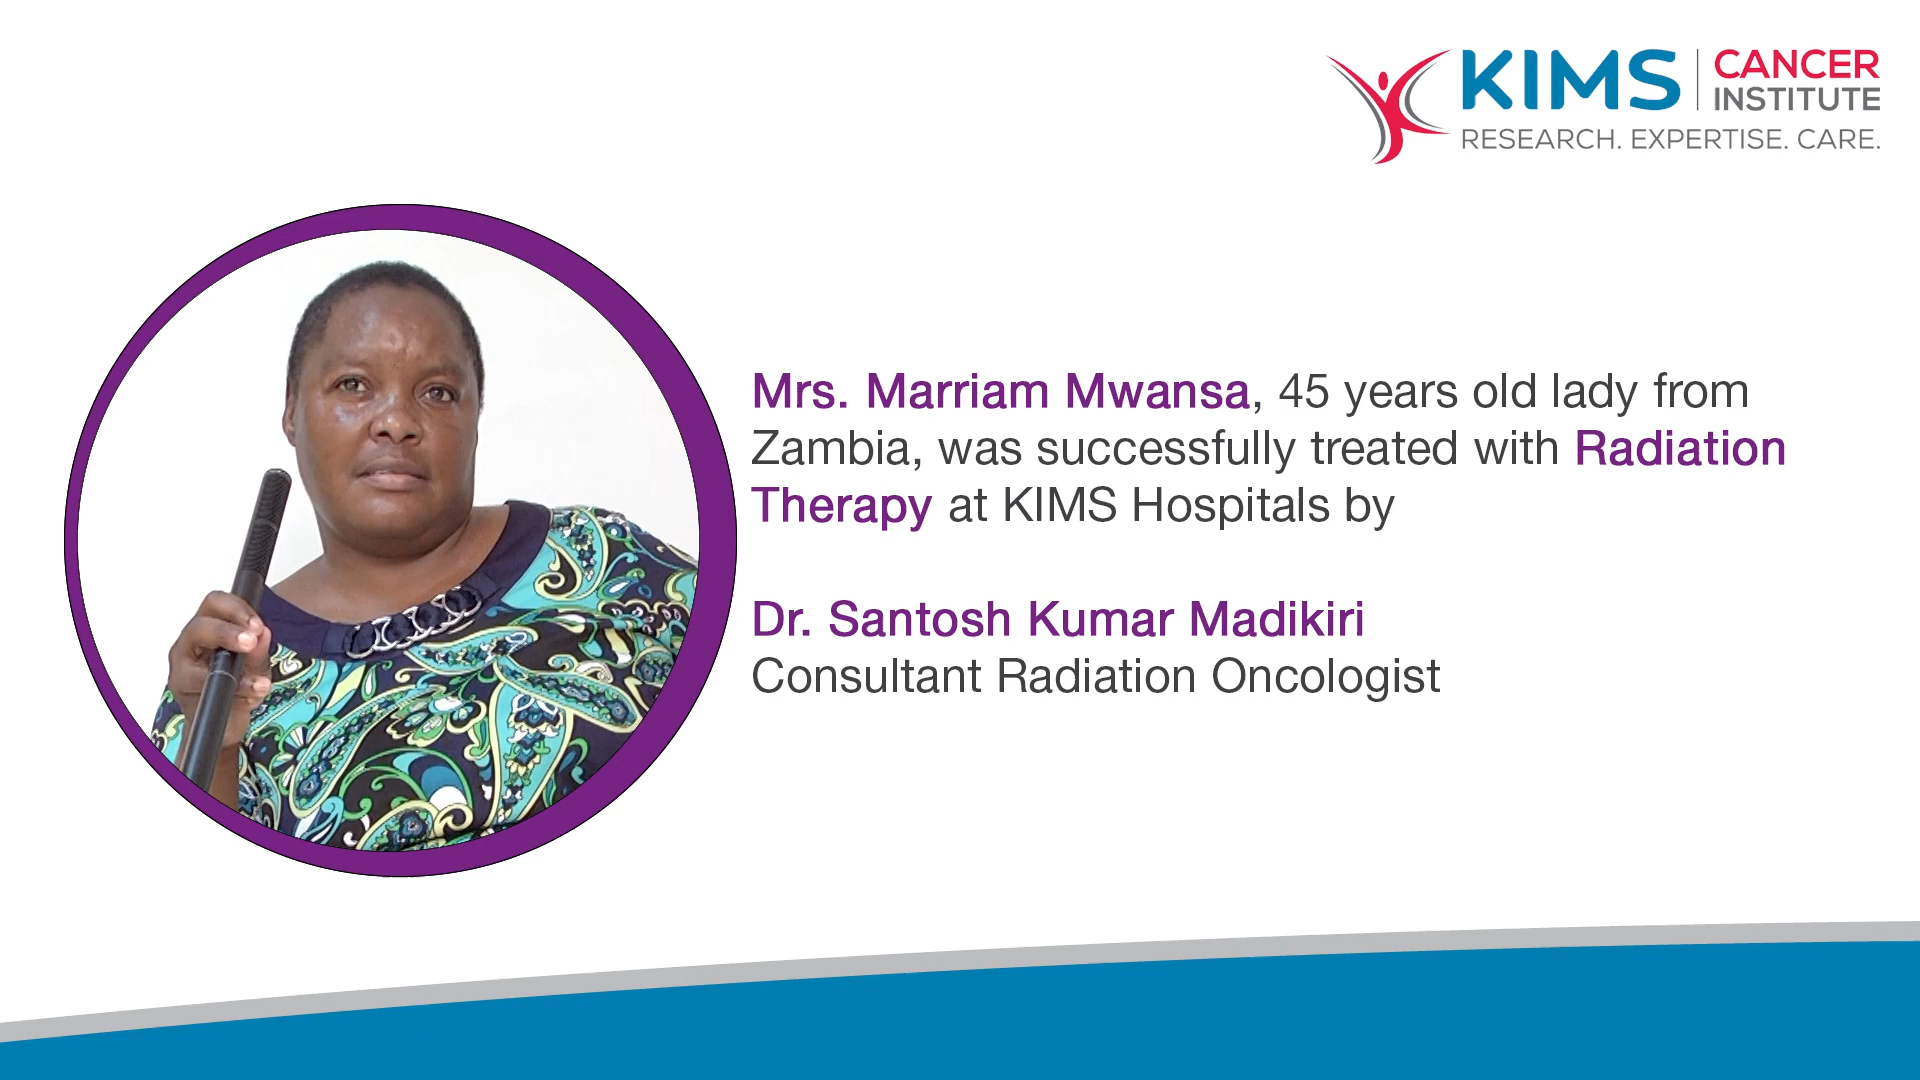 KIMS
CANCER
INSTITUTE
RESEARCH. EXPERTISE. CARE.
Mrs. Marriam Mwansa, 45 years old lady from
Zambia, was successfully treated with Radiation
Therapy at KIMS Hospitals by
Dr. Santosh Kumar Madikiri
Consultant Radiation Oncologist